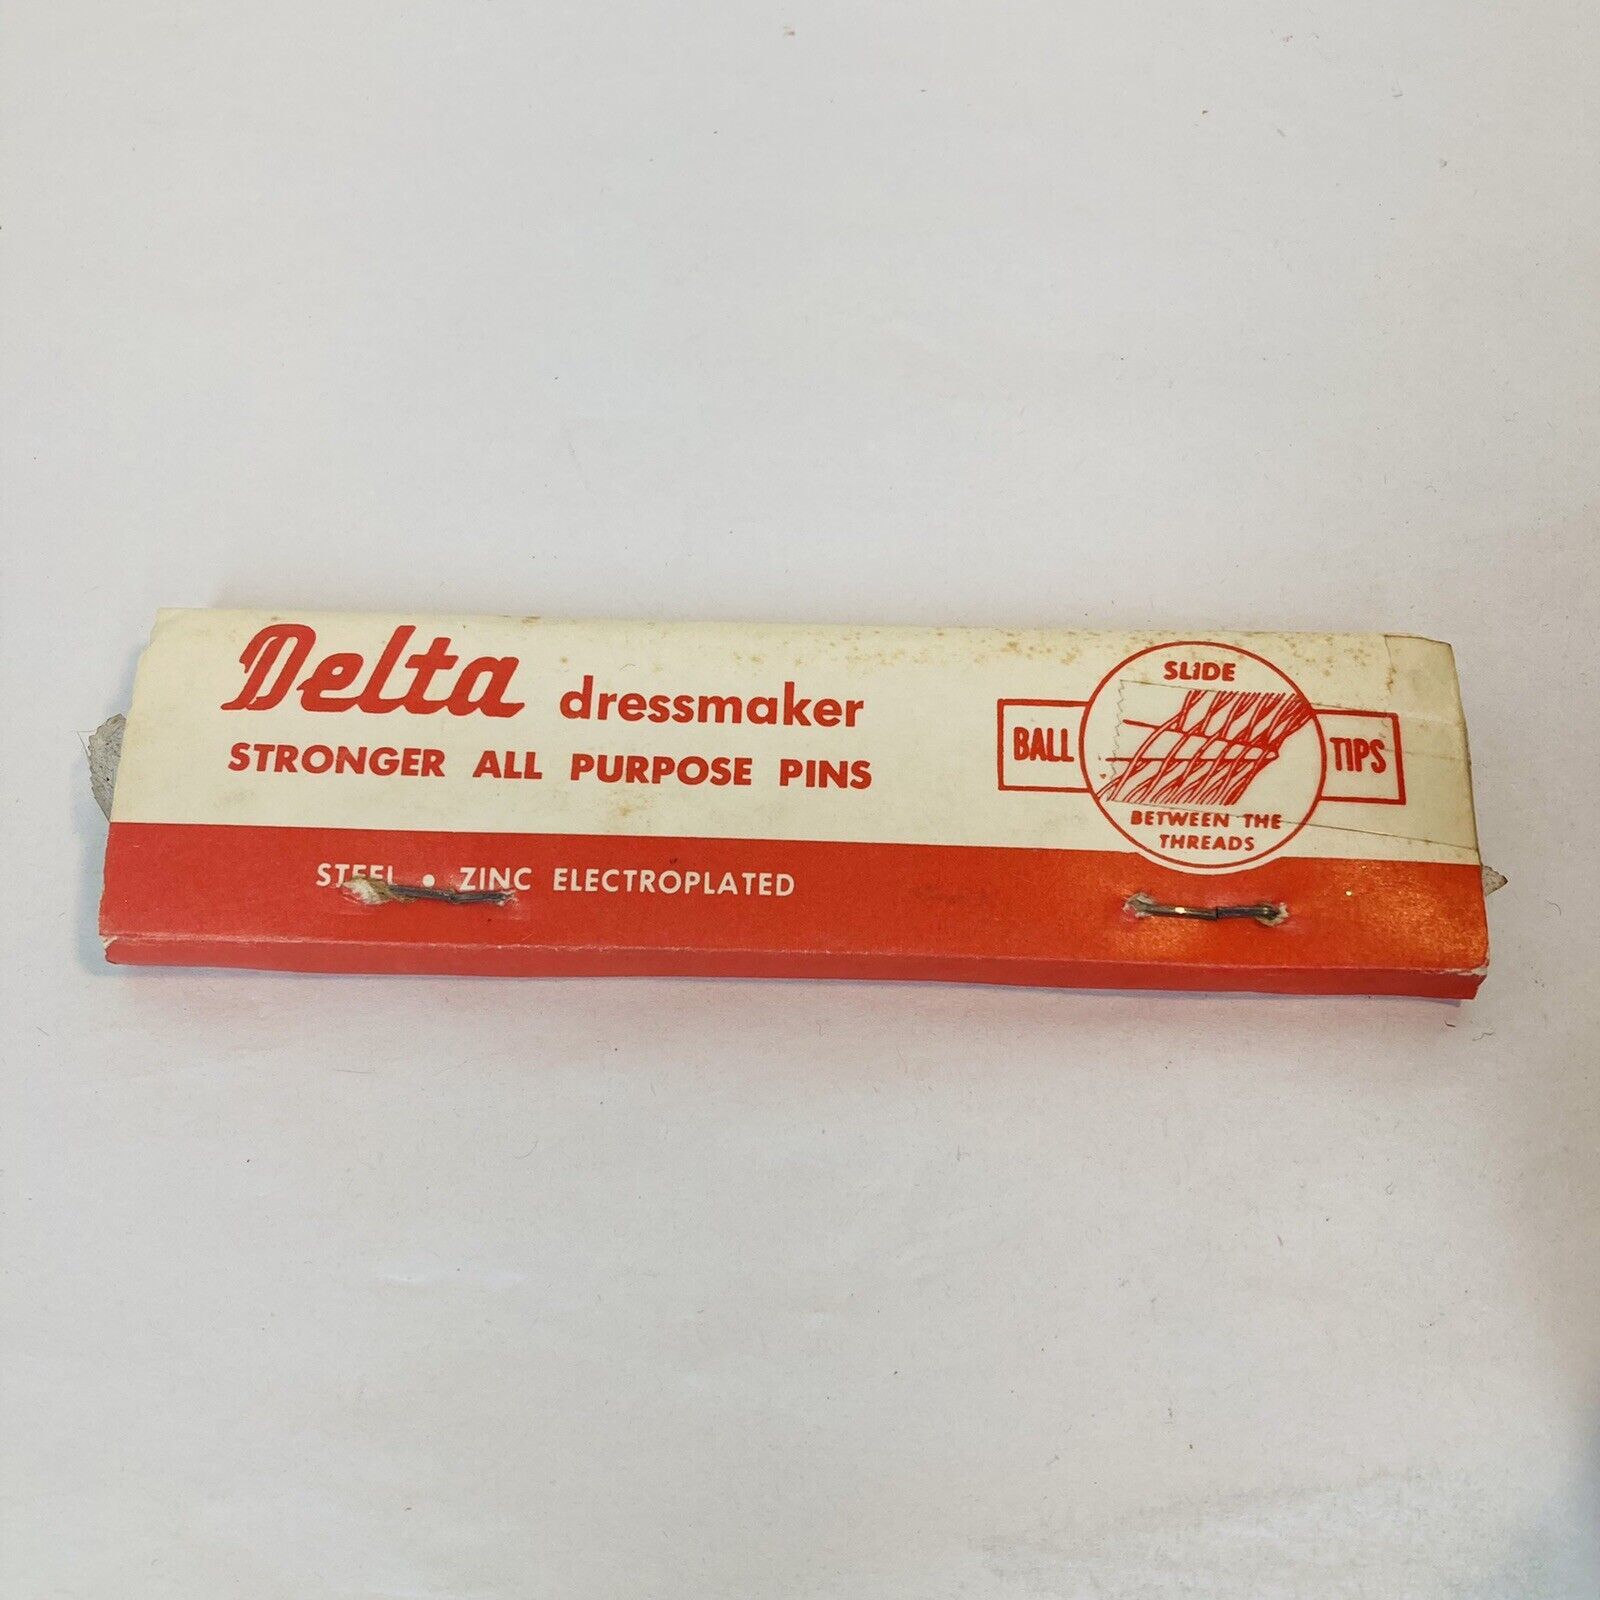 Delta dressmaker
STRONGER ALL PURPOSE PINS
STEEL • ZINC ELECTROPLATED
SLIDE
BALL TIPS
BETWEEN THE
THREADS